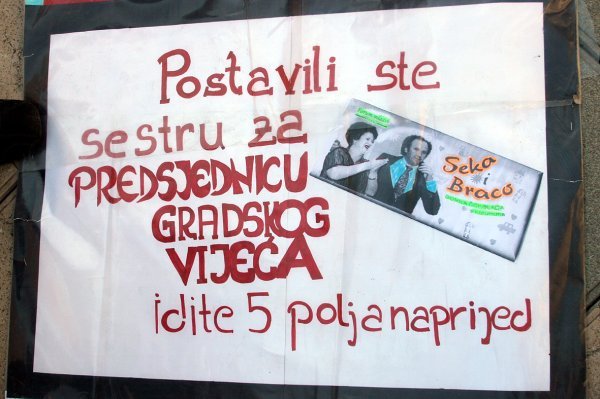 Postavili ste
sestru za
PREDSJEDNICU
GRADSKOG
VIJEĆA
idite 5 polja naprijed
Seka
i
Braco